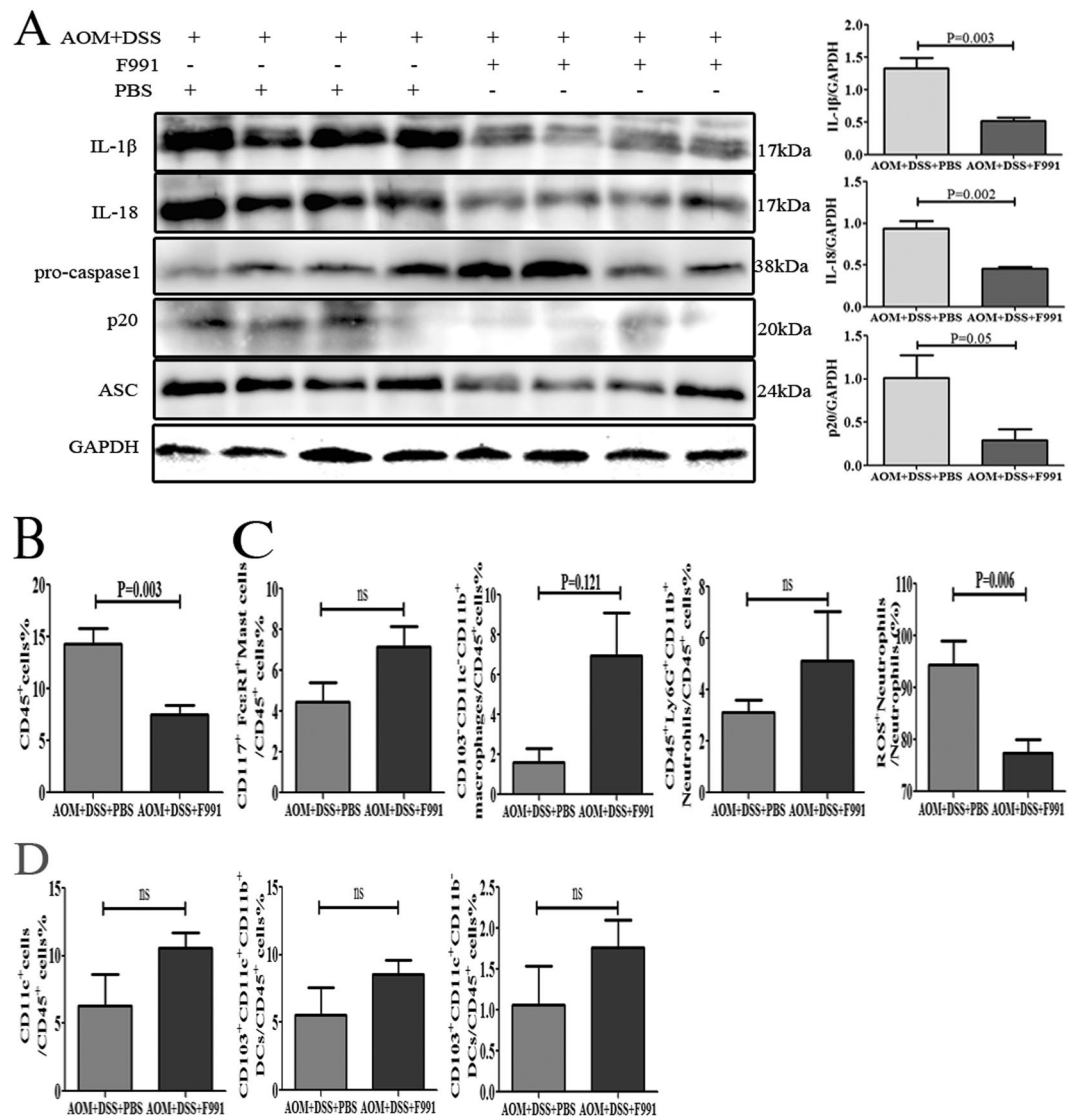 A
AOM+DSS + + + + + + + +
F991 - - - - + + + +
PBS + + + + - - - -
IL-1β 17kDa
IL-18 17kDa
pro-caspase1 38kDa
p20 20kDa
ASC 24kDa
GAPDH
P=0.003
IL-1β/GAPDH
2.0
1.5
1.0
0.5
0.0
AOM+DSS+PBS AOM+DSS+F991
P=0.002
IL-18/GAPDH
1.5
1.0
0.5
0.0
AOM+DSS+PBS AOM+DSS+F991
P=0.05
p20/GAPDH
1.5
1.0
0.5
0.0
AOM+DSS+PBS AOM+DSS+F991
B
P=0.003
CD45⁺cells%
20
15
10
5
0
AOM+DSS+PBS AOM+DSS+F991
C
ns
CD117⁺ FcεRI⁺Mast cells
/CD45⁺cells%
10
8
6
4
2
0
AOM+DSS+PBS AOM+DSS+F991
P=0.121
CD103⁻CD11c⁻CD11b⁺
macrophages/CD45⁺cells%
10
8
6
4
2
0
AOM+DSS+PBS AOM+DSS+F991
ns
CD45⁺Ly6G⁺CD11b⁺
Neutrohils/CD45⁺ cells%
8
6
4
2
0
AOM+DSS+PBS AOM+DSS+F991
P=0.006
ROS⁺Neutrophils
/Neutrophils (%)
110
100
90
80
70
AOM+DSS+PBS AOM+DSS+F991
D
ns
CD11c⁺cells
/CD45⁺ cells%
15
10
5
0
AOM+DSS+PBS AOM+DSS+F991
ns
CD103⁺CD11c⁺CD11b⁺
DCs/CD45⁺ cells%
15
10
5
0
AOM+DSS+PBS AOM+DSS+F991
ns
CD103⁺CD11c⁺CD11b⁻
DCs/CD45⁺ cells%
2.5
2.0
1.5
1.0
0.5
0.0
AOM+DSS+PBS AOM+DSS+F991